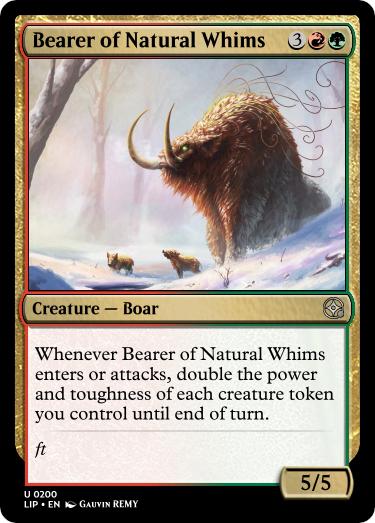 Bearer of Natural Whims 3
Creature — Boar
Whenever Bearer of Natural Whims
enters or attacks, double the power
and toughness of each creature token
you control until end of turn.
ft
5/5
U 0200
LIP • EN Gauvin REMY